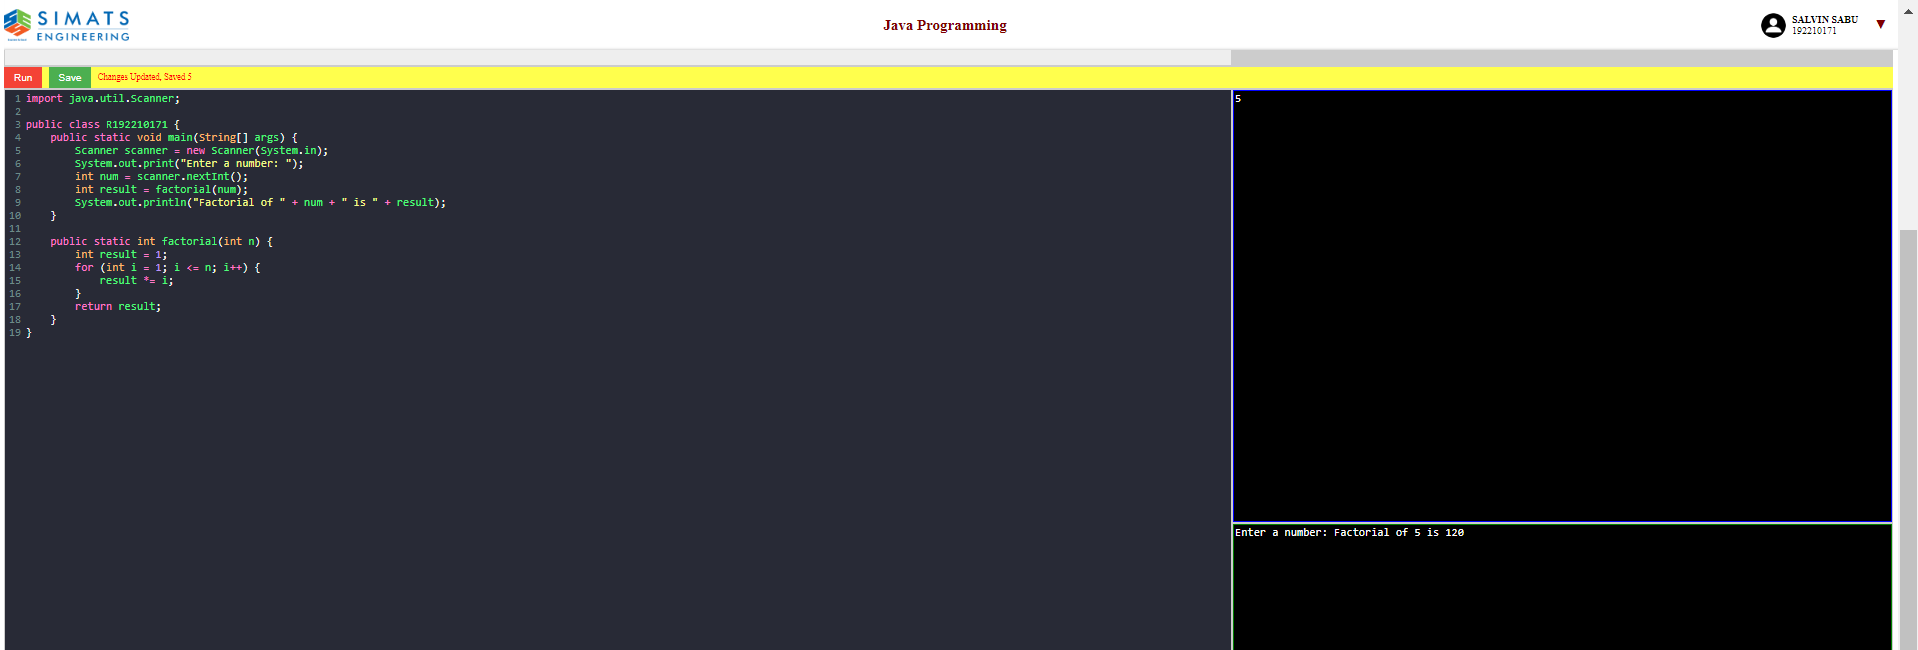 SIMATS
ENGINEERING
Java Programming
SALVIN SABU
192210171
Run
Save
Changes Updated, Saved 5
1 import java.util.Scanner;
2
3 public class R192210171 {
4     public static void main(String[] args) {
5         Scanner scanner = new Scanner(System.in);
6         System.out.print("Enter a number: ");
7         int num = scanner.nextInt();
8         int result = factorial(num);
9         System.out.println("Factorial of " + num + " is " + result);
10     }
11
12     public static int factorial(int n) {
13         int result = 1;
14         for (int i = 1; i <= n; i++) {
15             result *= i;
16         }
17         return result;
18     }
19 }
5
Enter a number: Factorial of 5 is 120